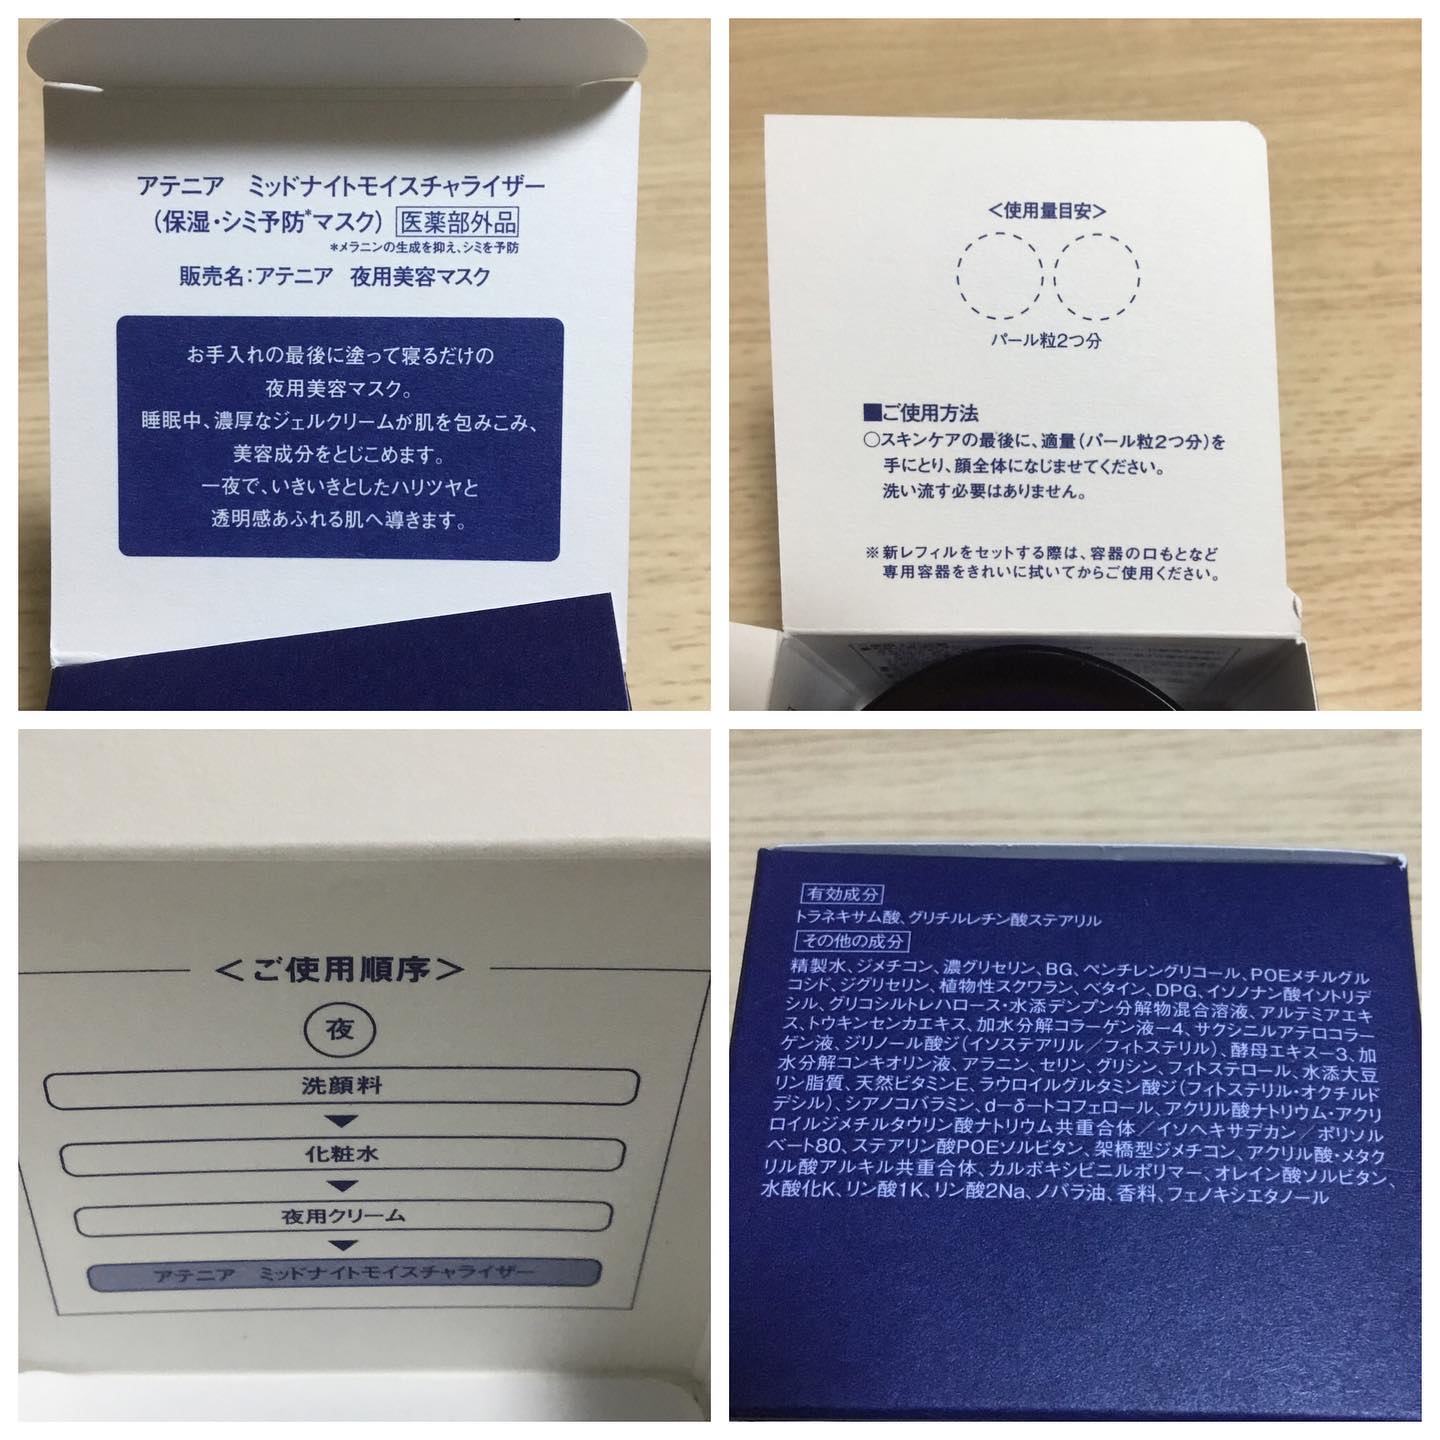 アテニア ミッドナイトモイスチャライザー
(保湿・シミ予防*マスク) 医薬部外品
*メラニンの生成を抑え、シミを予防
販売名:アテニア 夜用美容マスク
お手入れの最後に塗って寝るだけの
夜用美容マスク。
睡眠中、濃厚なジェルクリームが肌を包みこみ、
美容成分をとじこめます。
一夜で、いきいきとしたハリツヤと
透明感あふれる肌へ導きます。
<使用量目安>
パール粒2つ分
■ご使用方法
○スキンケアの最後に、適量(パール粒2つ分)を
手にとり、顔全体になじませてください。
洗い流す必要はありません。
※新レフィルをセットする際は、容器の口もとなど
専用容器をきれいに拭いてからご使用ください。
<ご使用順序>
夜
洗顔料
化粧水
夜用クリーム
アテニア ミッドナイトモイスチャライザー
有効成分
トラネキサム酸、グリチルレチン酸ステアリル
その他の成分
精製水、ジメチコン、濃グリセリン、BG、ペンチレングリコール、POEメチルグル
コシド、ジグリセリン、植物性スクワラン、ベタイン、DPG、イソノナン酸イソトリデ
シル、グリコシルトレハロース・水添デンプン分解物混合溶液、アルテミアエキ
ス、トウキンセンカエキス、加水分解コラーゲン液-4、サクシニルアテロコラー
ゲン液、ジリノール酸ジ(イソステアリル/フィトステリル)、酵母エキス-3、加
水分解コンキオリン液、アラニン、セリン、グリシン、フィトステロール、水添大豆
リン脂質、天然ビタミンE、ラウロイルグルタミン酸ジ(フィトステリル・オクチルド
デシル)、シアノコバラミン、d-δ-トコフェロール、アクリル酸ナトリウム・アクリ
ロイルジメチルタウリン酸ナトリウム共重合体/イソヘキサデカン/ポリソル
ベート80、ステアリン酸POEソルビタン、架橋型ジメチコン、アクリル酸・メタク
リル酸アルキル共重合体、カルボキシビニルポリマー、オレイン酸ソルビタン、
水酸化K、リン酸1K、リン酸2Na、ノバラ油、香料、フェノキシエタノール